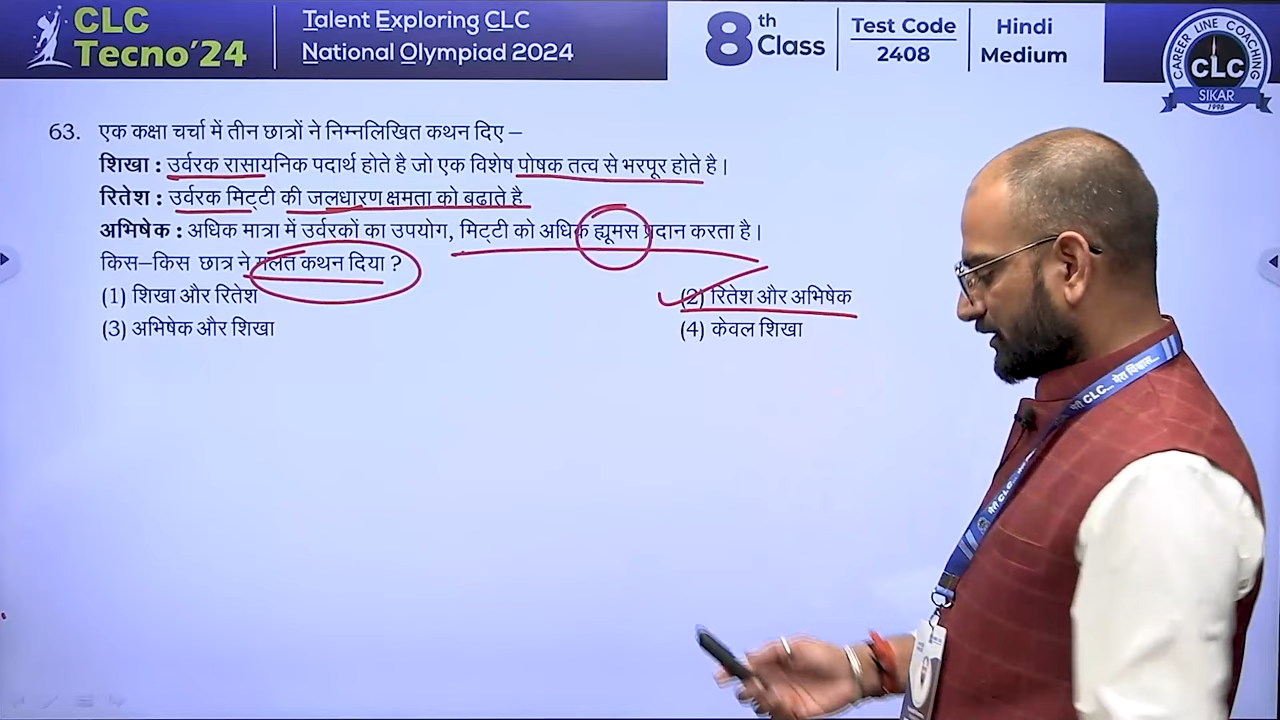 CLC
Tecno'24
Talent Exploring CLC
National Olympiad 2024
8th Class
Test Code
2408
Hindi
Medium
CAREER LINE COACHING
CLC
SIKAR
1996
63. एक कक्षा चर्चा में तीन छात्रों ने निम्नलिखित कथन दिए –
शिखा : उर्वरक रासायनिक पदार्थ होते है जो एक विशेष पोषक तत्व से भरपूर होते है।
रितेश : उर्वरक मिट्टी की जलधारण क्षमता को बढाते है
अभिषेक : अधिक मात्रा में उर्वरकों का उपयोग, मिट्टी को अधिक ह्यूमस प्रदान करता है।
किस–किस छात्र ने गलत कथन दिया ?
(1) शिखा और रितेश
(2) रितेश और अभिषेक
(3) अभिषेक और शिखा
(4) केवल शिखा
मेरी CLC... मेरा विश्वास...